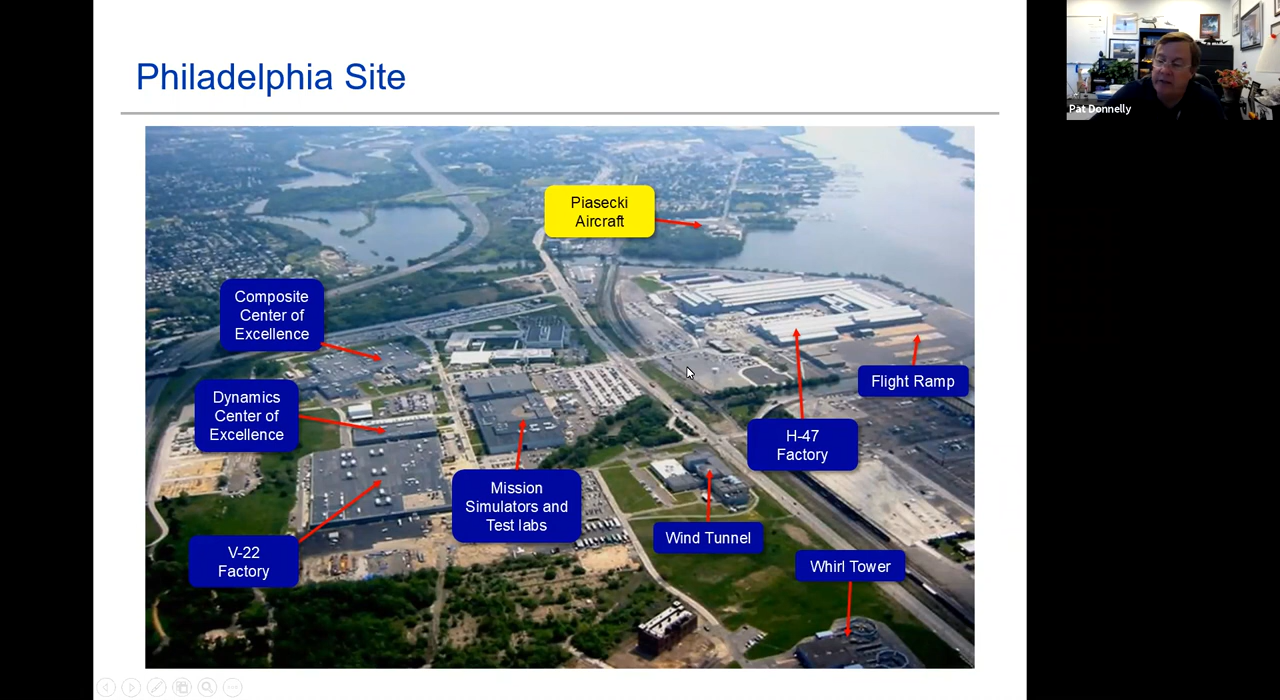 Philadelphia Site
Pat Donnelly
Piasecki
Aircraft
Composite
Center of
Excellence
Dynamics
Center of
Excellence
Flight Ramp
H-47
Factory
Mission
Simulators and
Test labs
Wind Tunnel
V-22
Factory
Whirl Tower